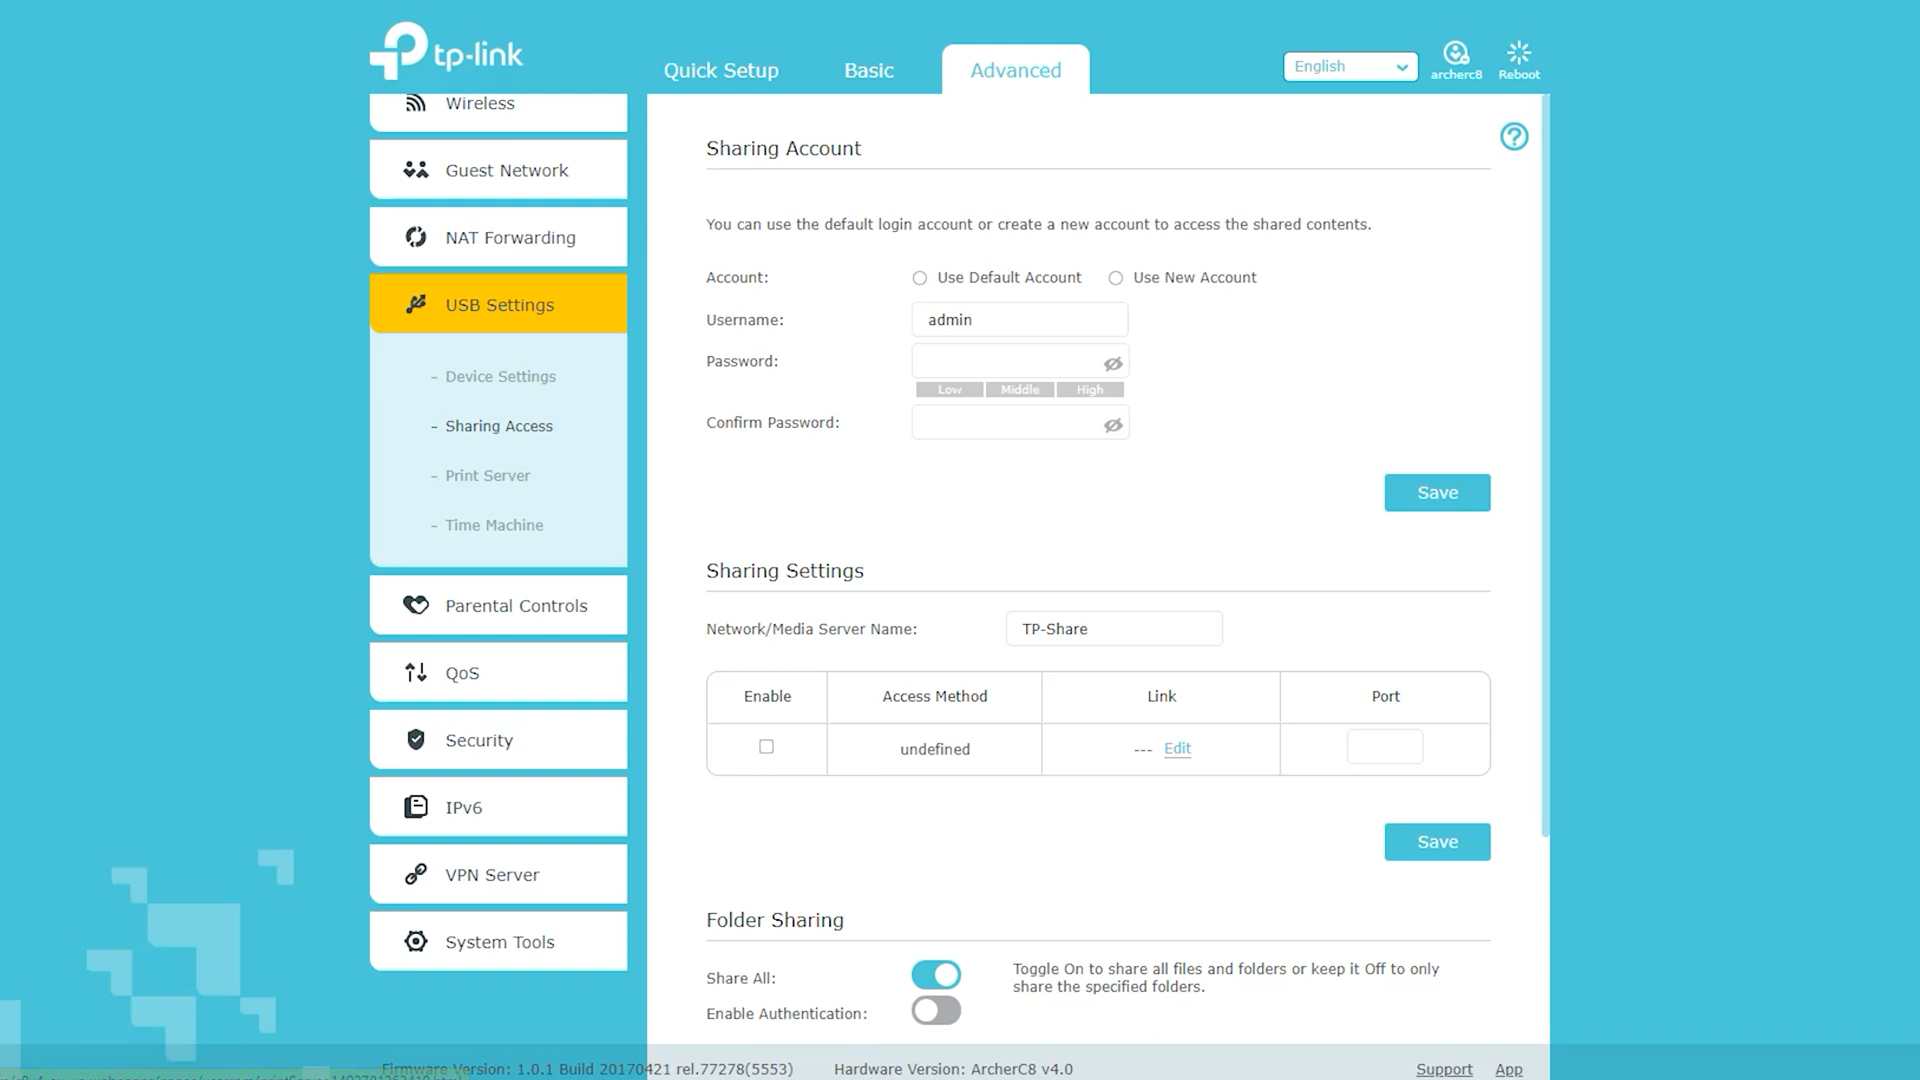 tp-link
Quick Setup
Basic
Advanced
English
archerc8
Reboot
Wireless
Guest Network
NAT Forwarding
USB Settings
- Device Settings
- Sharing Access
- Print Server
- Time Machine
Parental Controls
QoS
Security
IPv6
VPN Server
System Tools
Sharing Account
You can use the default login account or create a new account to access the shared contents.
Account: Use Default Account Use New Account
Username: admin
Password:
Low Middle High
Confirm Password:
Save
Sharing Settings
Network/Media Server Name: TP-Share
Enable Access Method Link Port
undefined --- Edit
Save
Folder Sharing
Share All:
Toggle On to share all files and folders or keep it Off to only
share the specified folders.
Enable Authentication:
Firmware Version: 1.0.1 Build 20170421 rel.77278(5553) Hardware Version: ArcherC8 v4.0 Support App